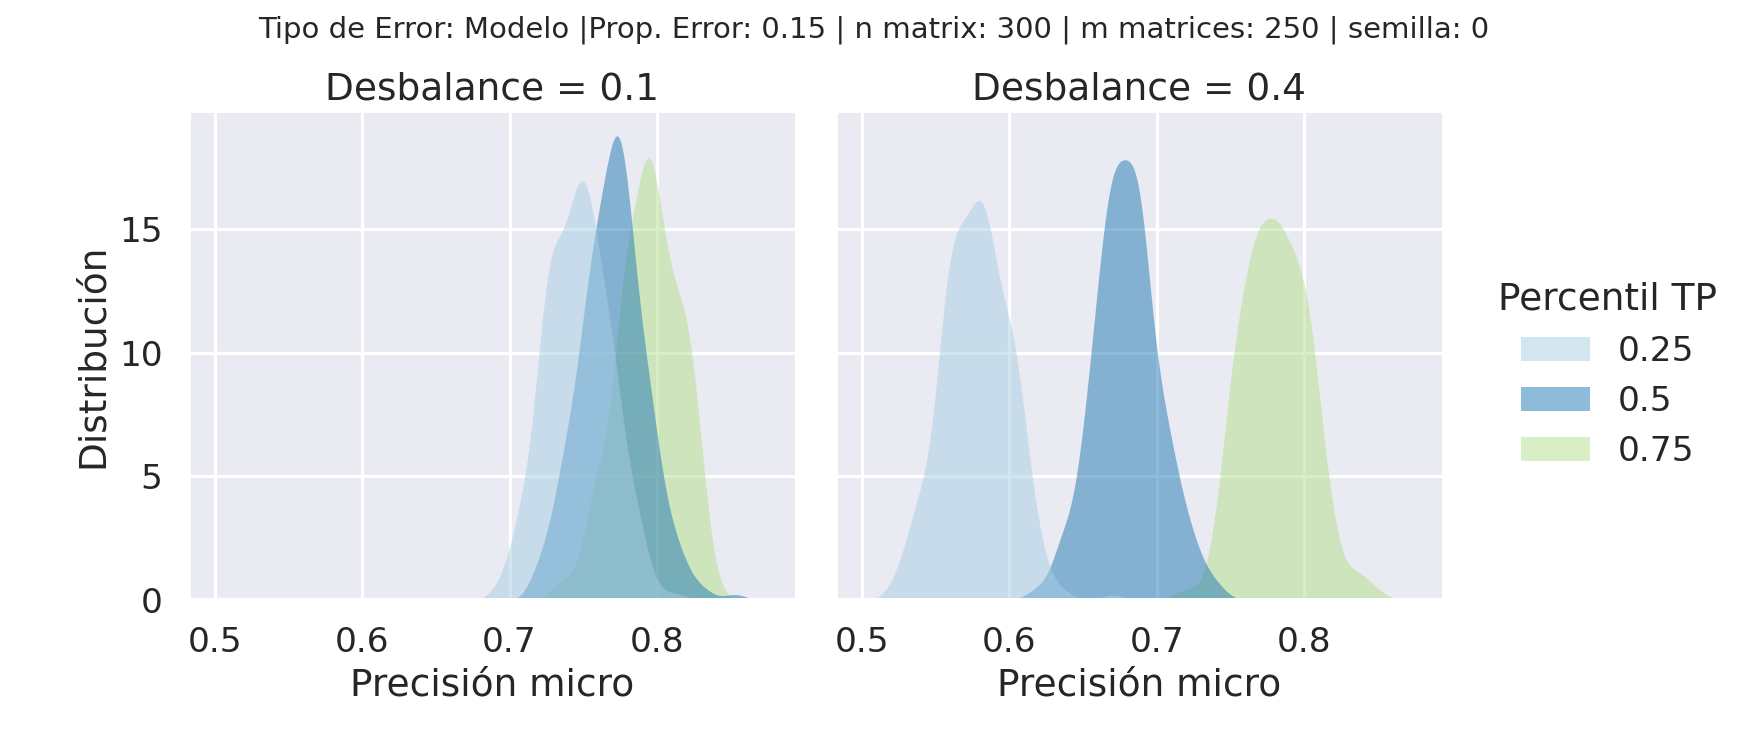 Tipo de Error: Modelo |Prop. Error: 0.15 | n matrix: 300 | m matrices: 250 | semilla: 0
Desbalance = 0.1
Desbalance = 0.4
Distribución
15
10
5
0
0.5 0.6 0.7 0.8
0.5 0.6 0.7 0.8
Precisión micro
Precisión micro
Percentil TP
0.25
0.5
0.75